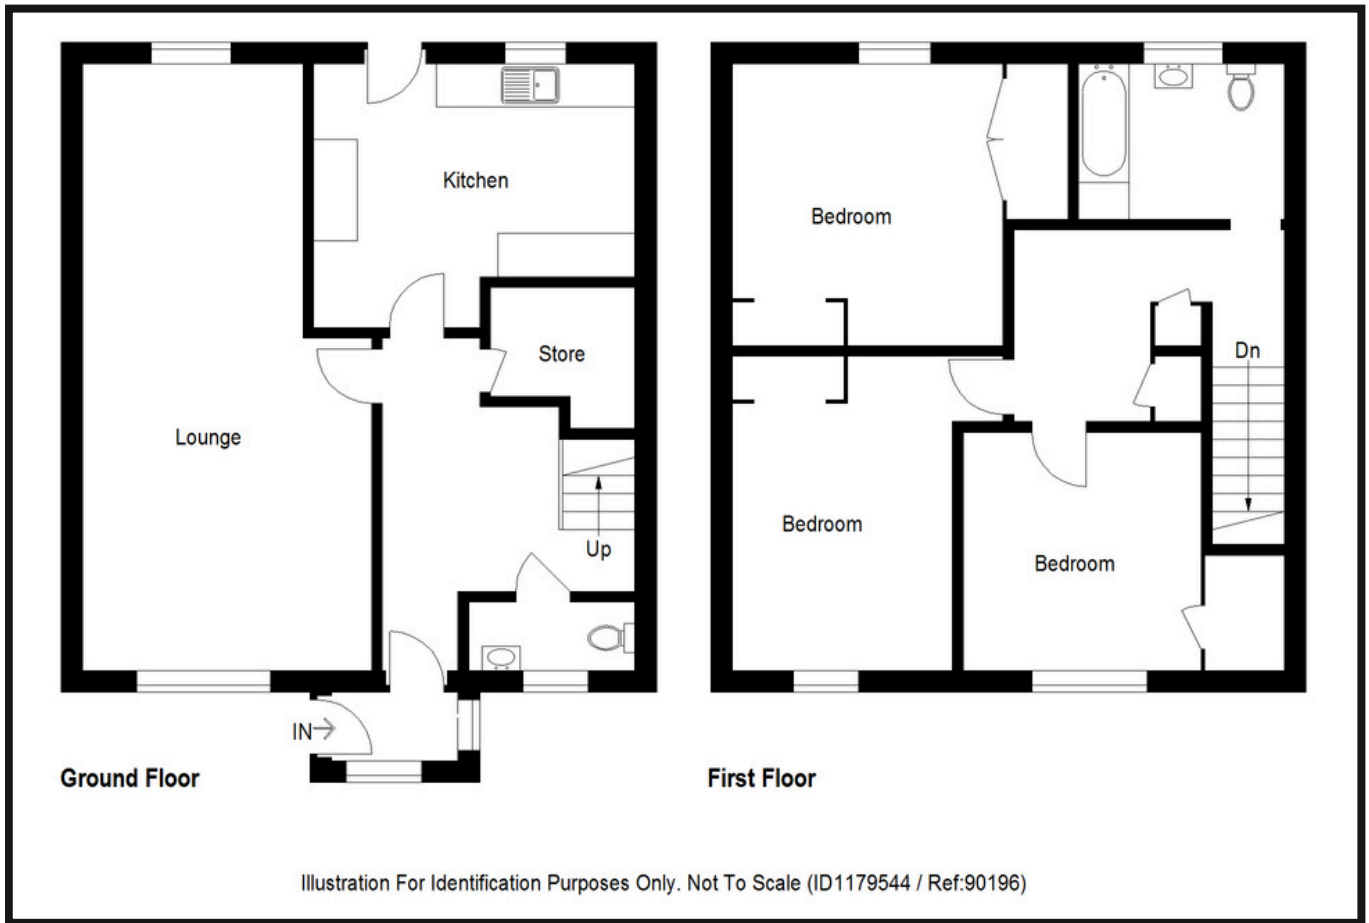 Kitchen
Store
Lounge
Up
IN
Ground Floor
Bedroom
Dn
Bedroom
Bedroom
First Floor
Illustration For Identification Purposes Only. Not To Scale (ID1179544 / Ref:90196)